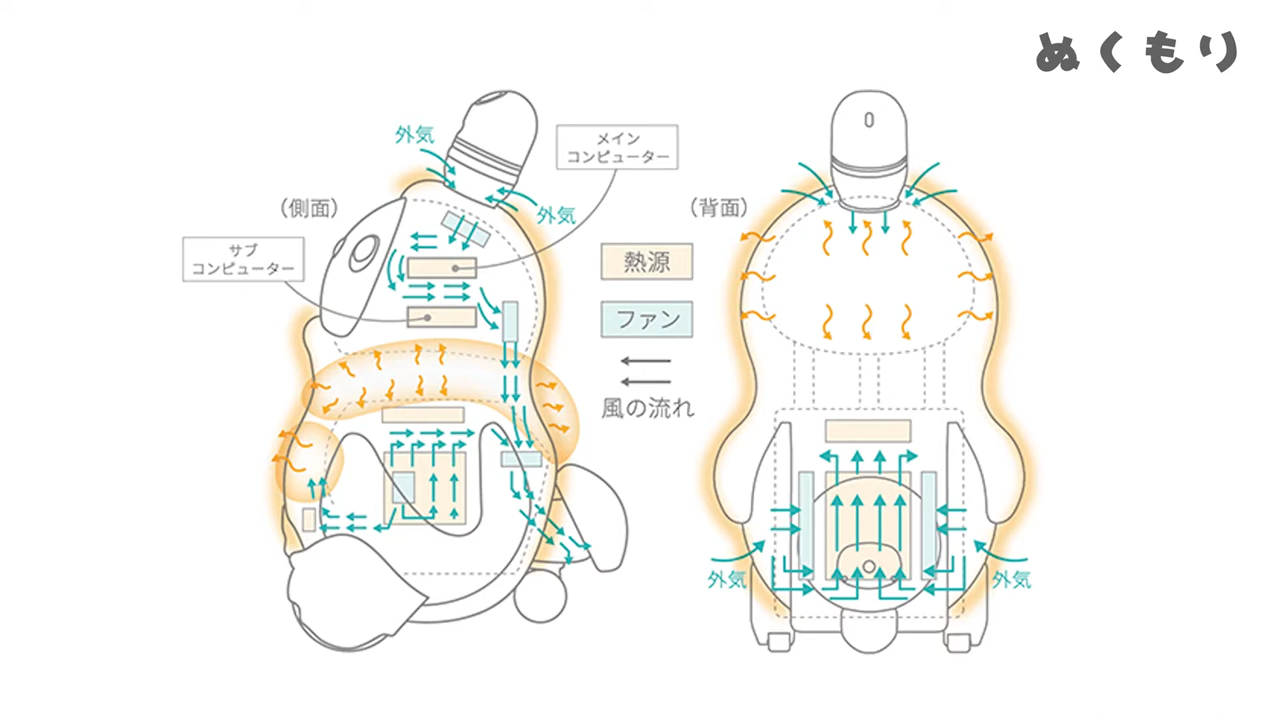 ぬくもり
外気
メイン
コンピューター
(側面)
外気
(背面)
サブ
コンピューター
熱源
ファン
風の流れ
外気
外気